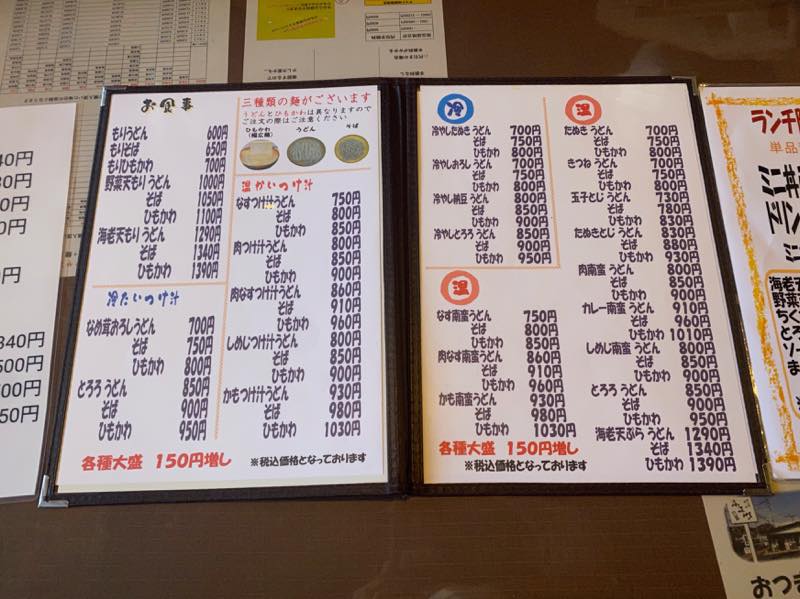 お食事
もりうどん 600円
もりそば 650円
もりひもかわ 700円
野菜天もりうどん 1000円
そば 1050円
ひもかわ 1100円
海老天もりうどん 1290円
そば 1340円
ひもかわ 1390円
冷たいつけ汁
なめ茸おろしうどん 700円
そば 750円
ひもかわ 800円
とろろうどん 850円
そば 900円
ひもかわ 950円
各種大盛 150円増し
三種類の麺がございます
うどんとひもかわは異なりますので
ご注文の際はご注意ください
ひもかわ
(幅広麺)
うどん
そば
温かいつけ汁
なすつけ汁うどん 750円
そば 800円
ひもかわ 850円
肉つけ汁うどん 800円
そば 850円
ひもかわ 900円
肉なすつけ汁うどん 860円
そば 910円
ひもかわ 960円
しめじつけ汁うどん 800円
そば 850円
ひもかわ 900円
かもつけ汁うどん 930円
そば 980円
ひもかわ 1030円
※税込価格となっております
冷
冷やしたぬきうどん 700円
そば 750円
ひもかわ 800円
冷やしおろしうどん 700円
そば 750円
ひもかわ 800円
冷やし納豆うどん 800円
そば 850円
ひもかわ 900円
冷やしとろろうどん 850円
そば 900円
ひもかわ 950円
温
なす南蛮うどん 750円
そば 800円
ひもかわ 850円
肉なす南蛮うどん 860円
そば 910円
ひもかわ 960円
かも南蛮うどん 930円
そば 980円
ひもかわ 1030円
各種大盛 150円増し
温
たぬきうどん 700円
そば 750円
ひもかわ 800円
きつねうどん 700円
そば 750円
ひもかわ 800円
玉子とじうどん 730円
そば 780円
ひもかわ 830円
たぬきとじうどん 830円
そば 880円
ひもかわ 930円
肉南蛮うどん 800円
そば 850円
ひもかわ 900円
カレー南蛮うどん 910円
そば 960円
ひもかわ 1010円
しめじ南蛮うどん 800円
そば 850円
ひもかわ 900円
とろろうどん 850円
そば 900円
ひもかわ 950円
海老天ぷらうどん 1290円
そば 1340円
ひもかわ 1390円
※税込価格となっております
ランチ
単品
海老
野菜
ちく
とろ
ソー
ま
おつま
340円
500円